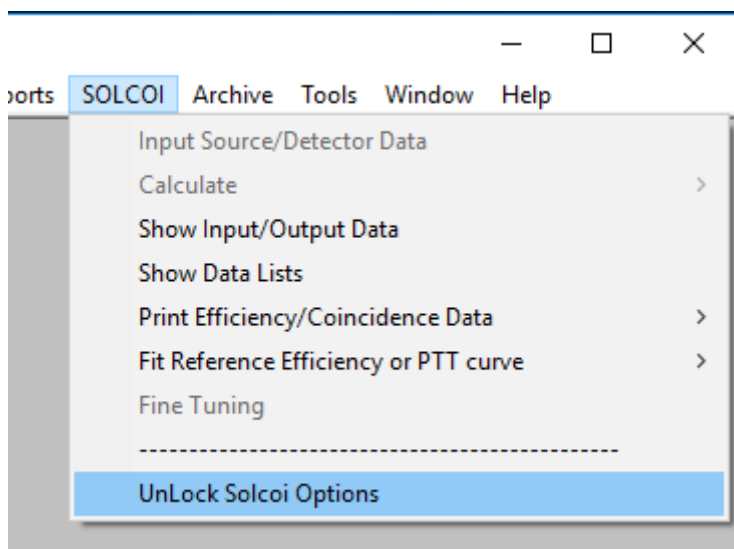 ports SOLCOI Archive Tools Window Help
Input Source/Detector Data
Calculate
Show Input/Output Data
Show Data Lists
Print Efficiency/Coincidence Data
Fit Reference Efficiency or PTT curve
Fine Tuning
------------------------------------------------
UnLock Solcoi Options